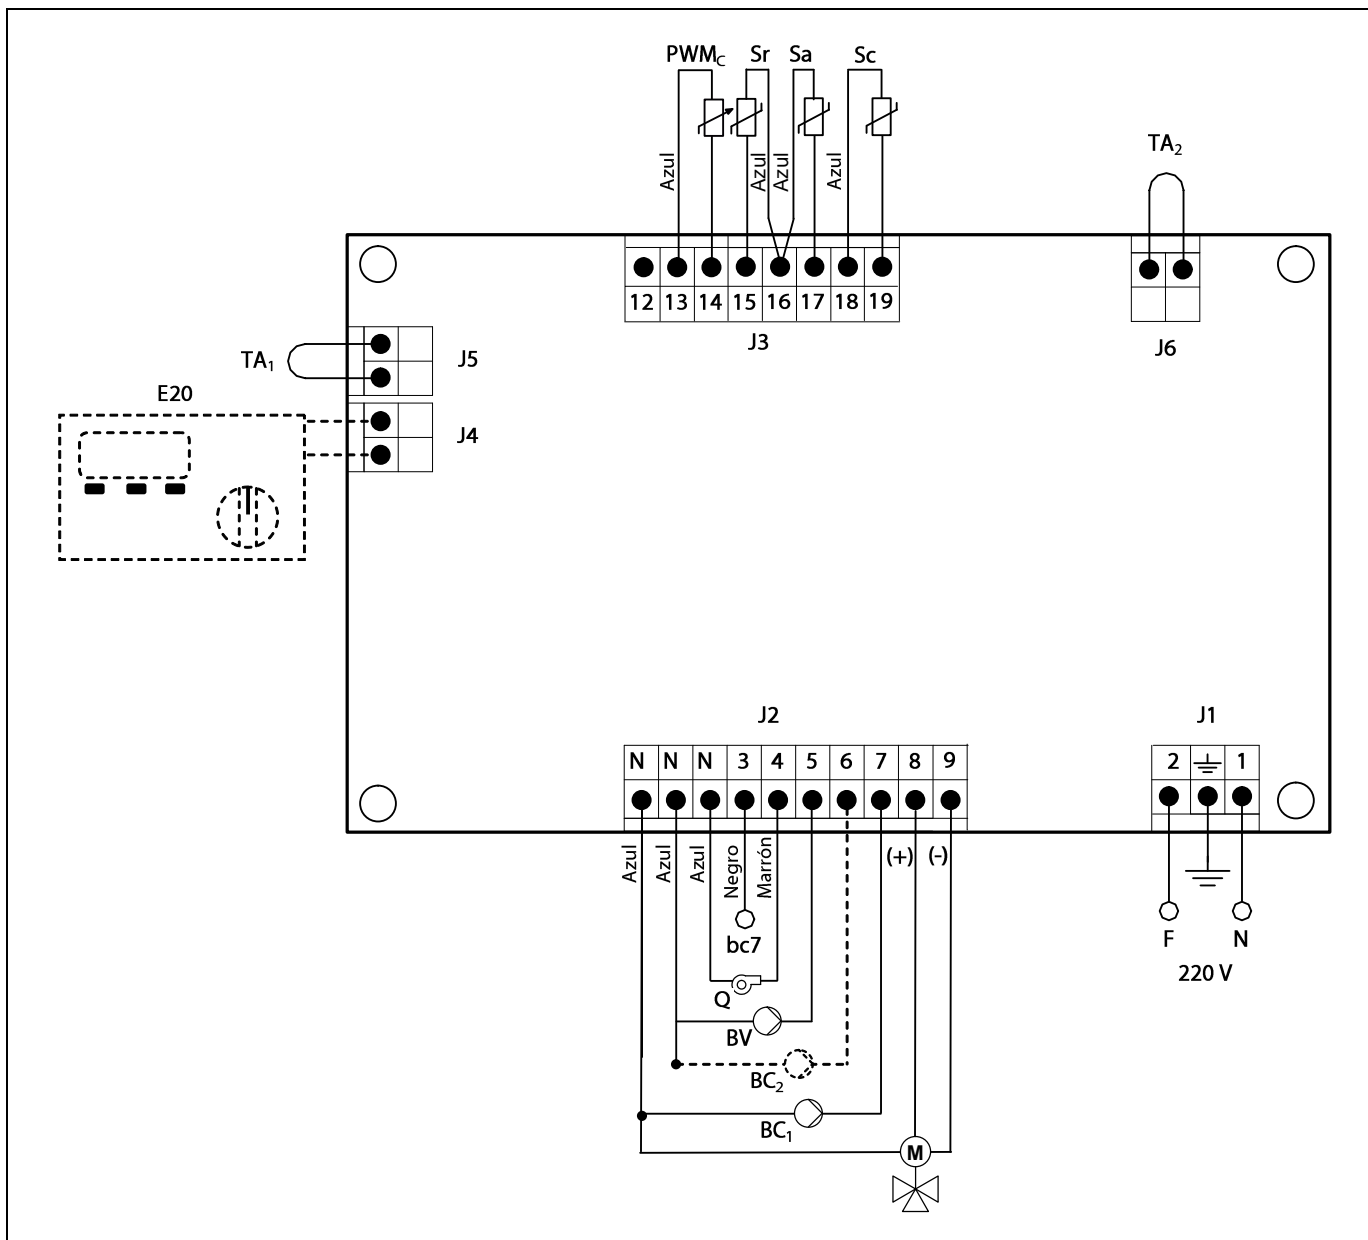 PWMC Sr Sa Sc
Azul Azul Azul Azul
TA2
12 13 14 15 16 17 18 19
J3
J6
TA1
J5
E20
J4
J2
J1
N N N 3 4 5 6 7 8 9
2 1
Azul Azul Azul Negro Marrón (+) (-)
bc7
F N
220 V
Q
BV
BC2
BC1
M